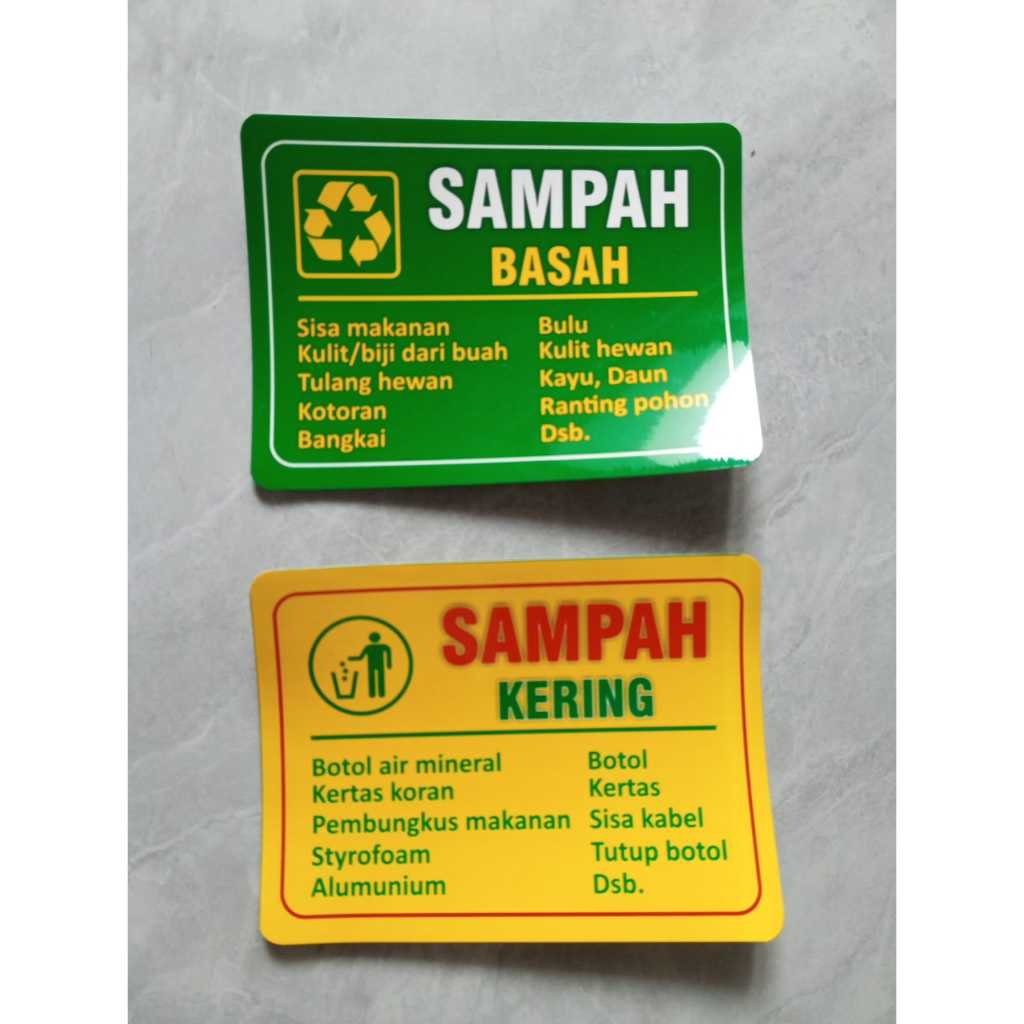 SAMPAH
BASAH
Sisa makanan
Kulit/biji dari buah
Tulang hewan
Kotoran
Bangkai
Bulu
Kulit hewan
Kayu, Daun
Ranting pohon
Dsb.
SAMPAH
KERING
Botol air mineral
Kertas koran
Pembungkus makanan
Styrofoam
Alumunium
Botol
Kertas
Sisa kabel
Tutup botol
Dsb.